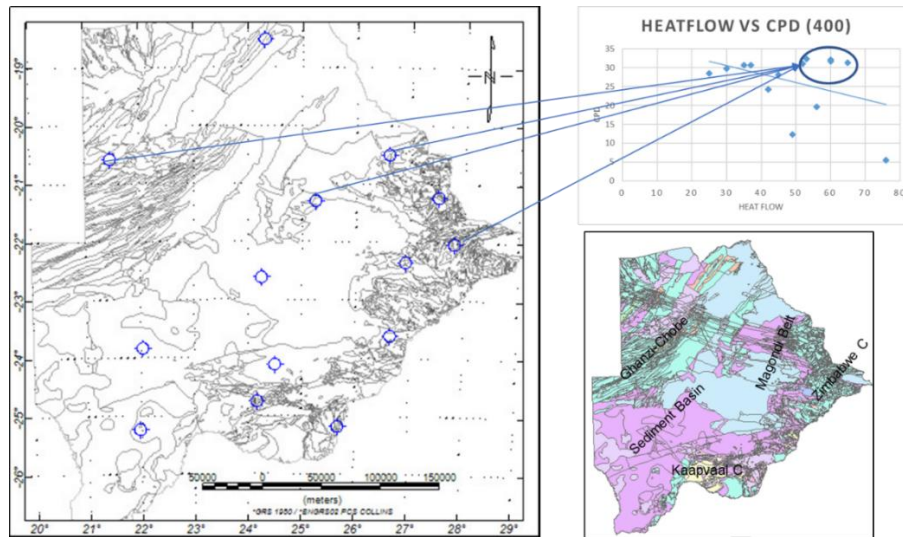 HEATFLOW VS CPD (400)
35
30
25
20
15
10
5
0
CPD
0 10 20 30 40 50 60 70 80
HEAT FLOW
-19°
-20°
-21°
-22°
-23°
-24°
-25°
-26°
N
50000 0 50000 100000 150000
(meters)
20° 21° 22° 23° 24° 25° 26° 27° 28° 29°
Ghanzi-Chobe
Magondi Belt
Zimbabwe C
Sediment Basin
Kaapvaal C